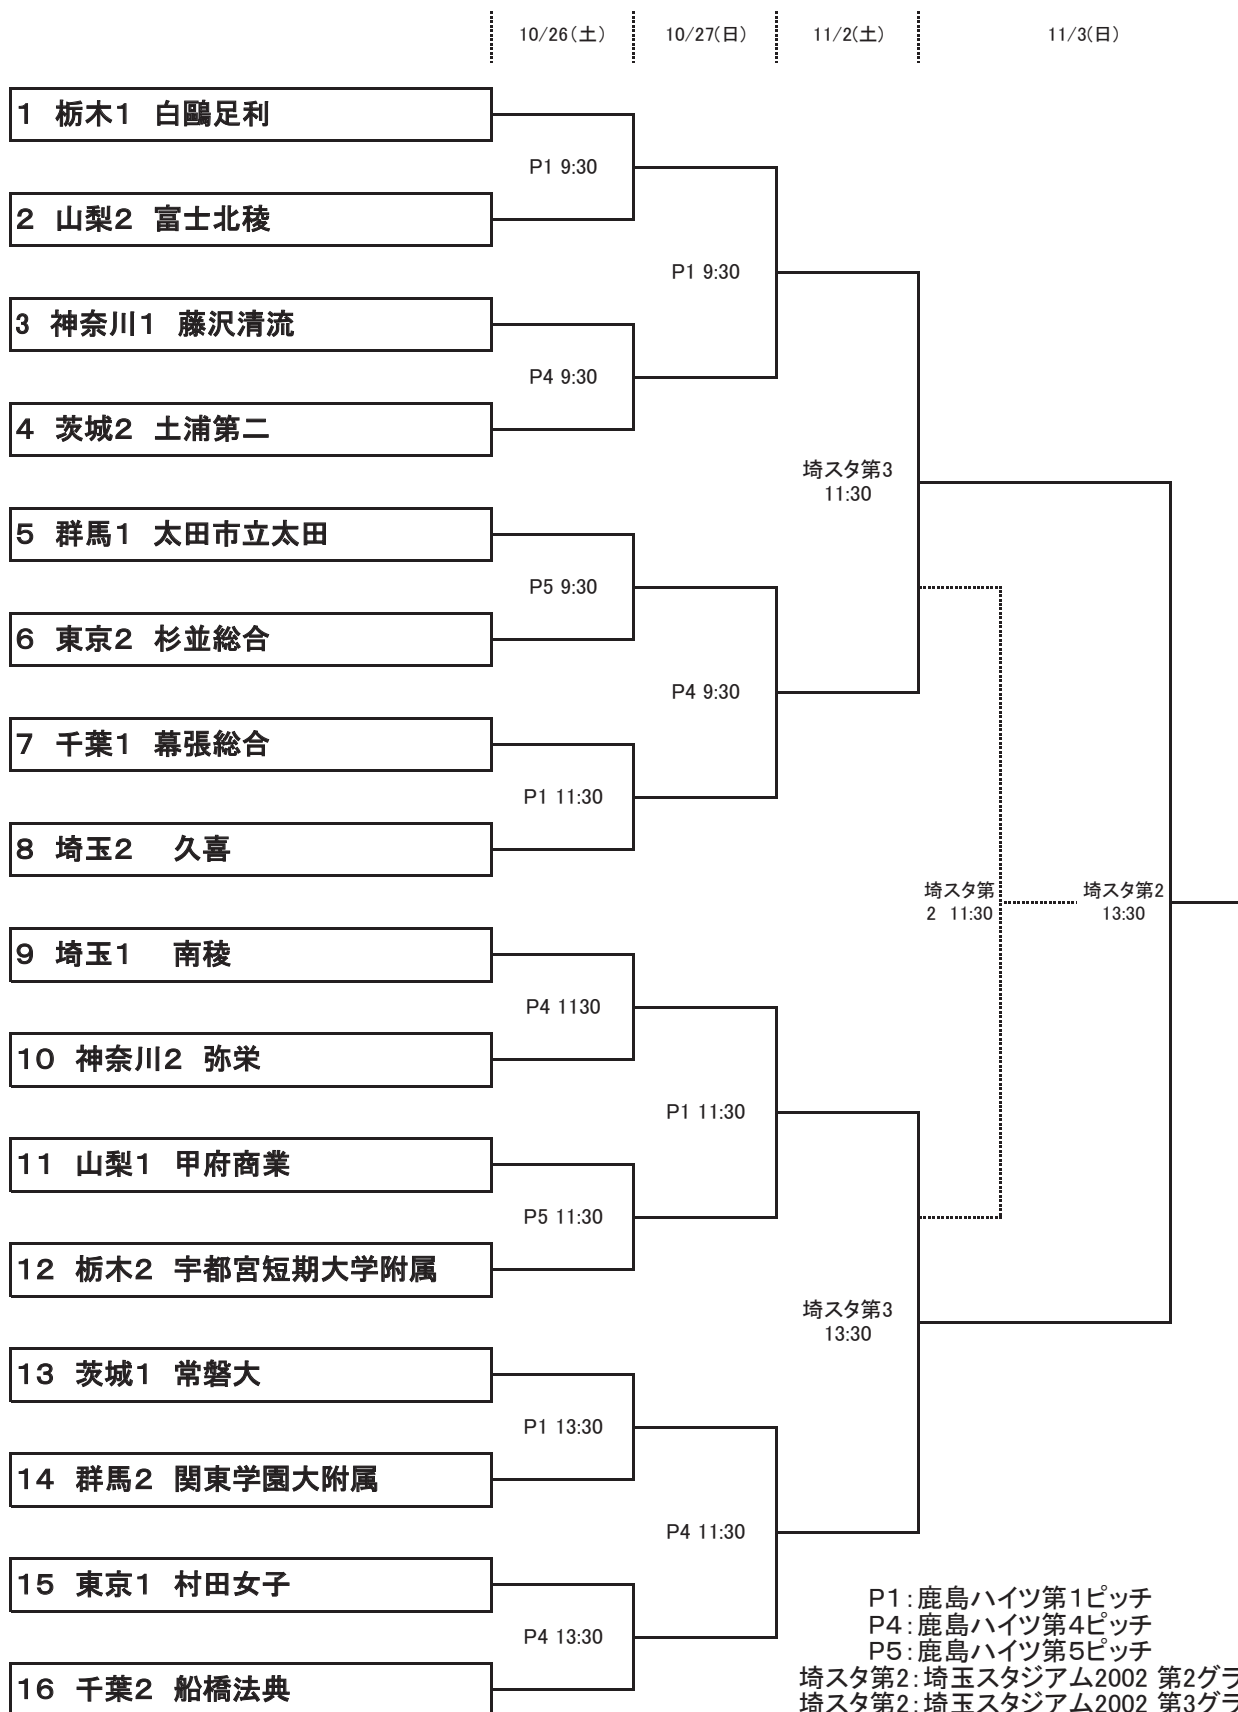 10/26(土) 10/27(日) 11/2(土) 11/3(日)
1 栃木1 白鷗足利
P1 9:30
2 山梨2 富士北稜
P1 9:30
3 神奈川1 藤沢清流
P4 9:30
4 茨城2 土浦第二
埼スタ第3
11:30
5 群馬1 太田市立太田
P5 9:30
6 東京2 杉並総合
P4 9:30
7 千葉1 幕張総合
P1 11:30
8 埼玉2 久喜
埼スタ第
2 11:30
埼スタ第2
13:30
9 埼玉1 南稜
P4 1130
10 神奈川2 弥栄
P1 11:30
11 山梨1 甲府商業
P5 11:30
12 栃木2 宇都宮短期大学附属
埼スタ第3
13:30
13 茨城1 常磐大
P1 13:30
14 群馬2 関東学園大附属
P4 11:30
15 東京1 村田女子
P4 13:30
16 千葉2 船橋法典
P1:鹿島ハイツ第1ピッチ
P4:鹿島ハイツ第4ピッチ
P5:鹿島ハイツ第5ピッチ
埼スタ第2:埼玉スタジアム2002 第2グラ
埼スタ第2:埼玉スタジアム2002 第3グラ